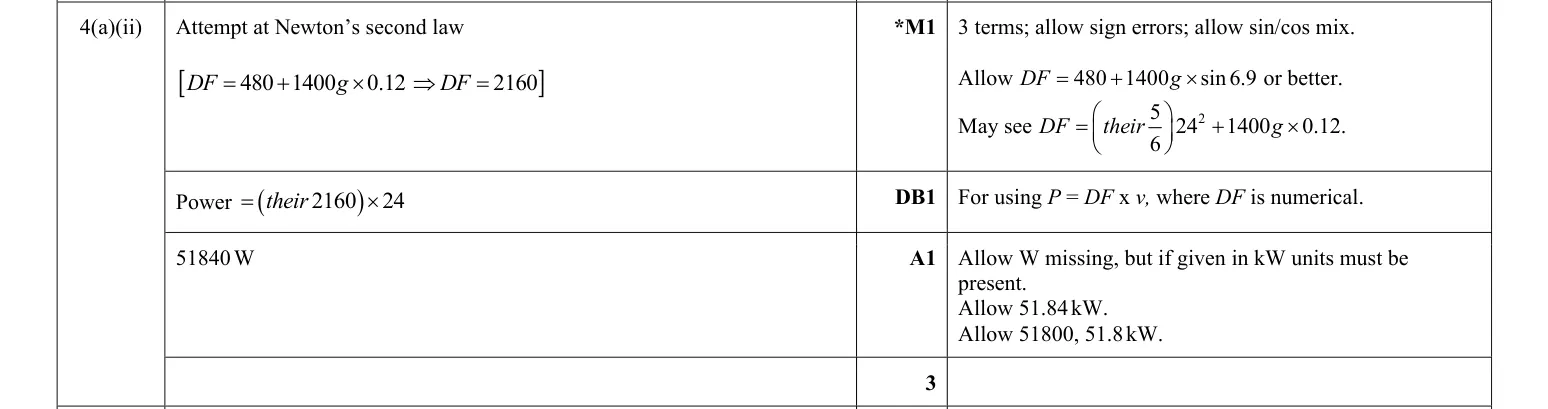 4(a)(ii) Attempt at Newton’s second law *M1 3 terms; allow sign errors; allow sin/cos mix.
[DF = 480 + 1400g × 0.12 ⇒ DF = 2160] Allow DF = 480 + 1400g × sin 6.9 or better.
May see DF = (their 5/6) 24² + 1400g × 0.12.
Power = (their 2160) × 24 DB1 For using P = DF x v, where DF is numerical.
51840 W A1 Allow W missing, but if given in kW units must be
present.
Allow 51.84 kW.
Allow 51800, 51.8 kW.
3